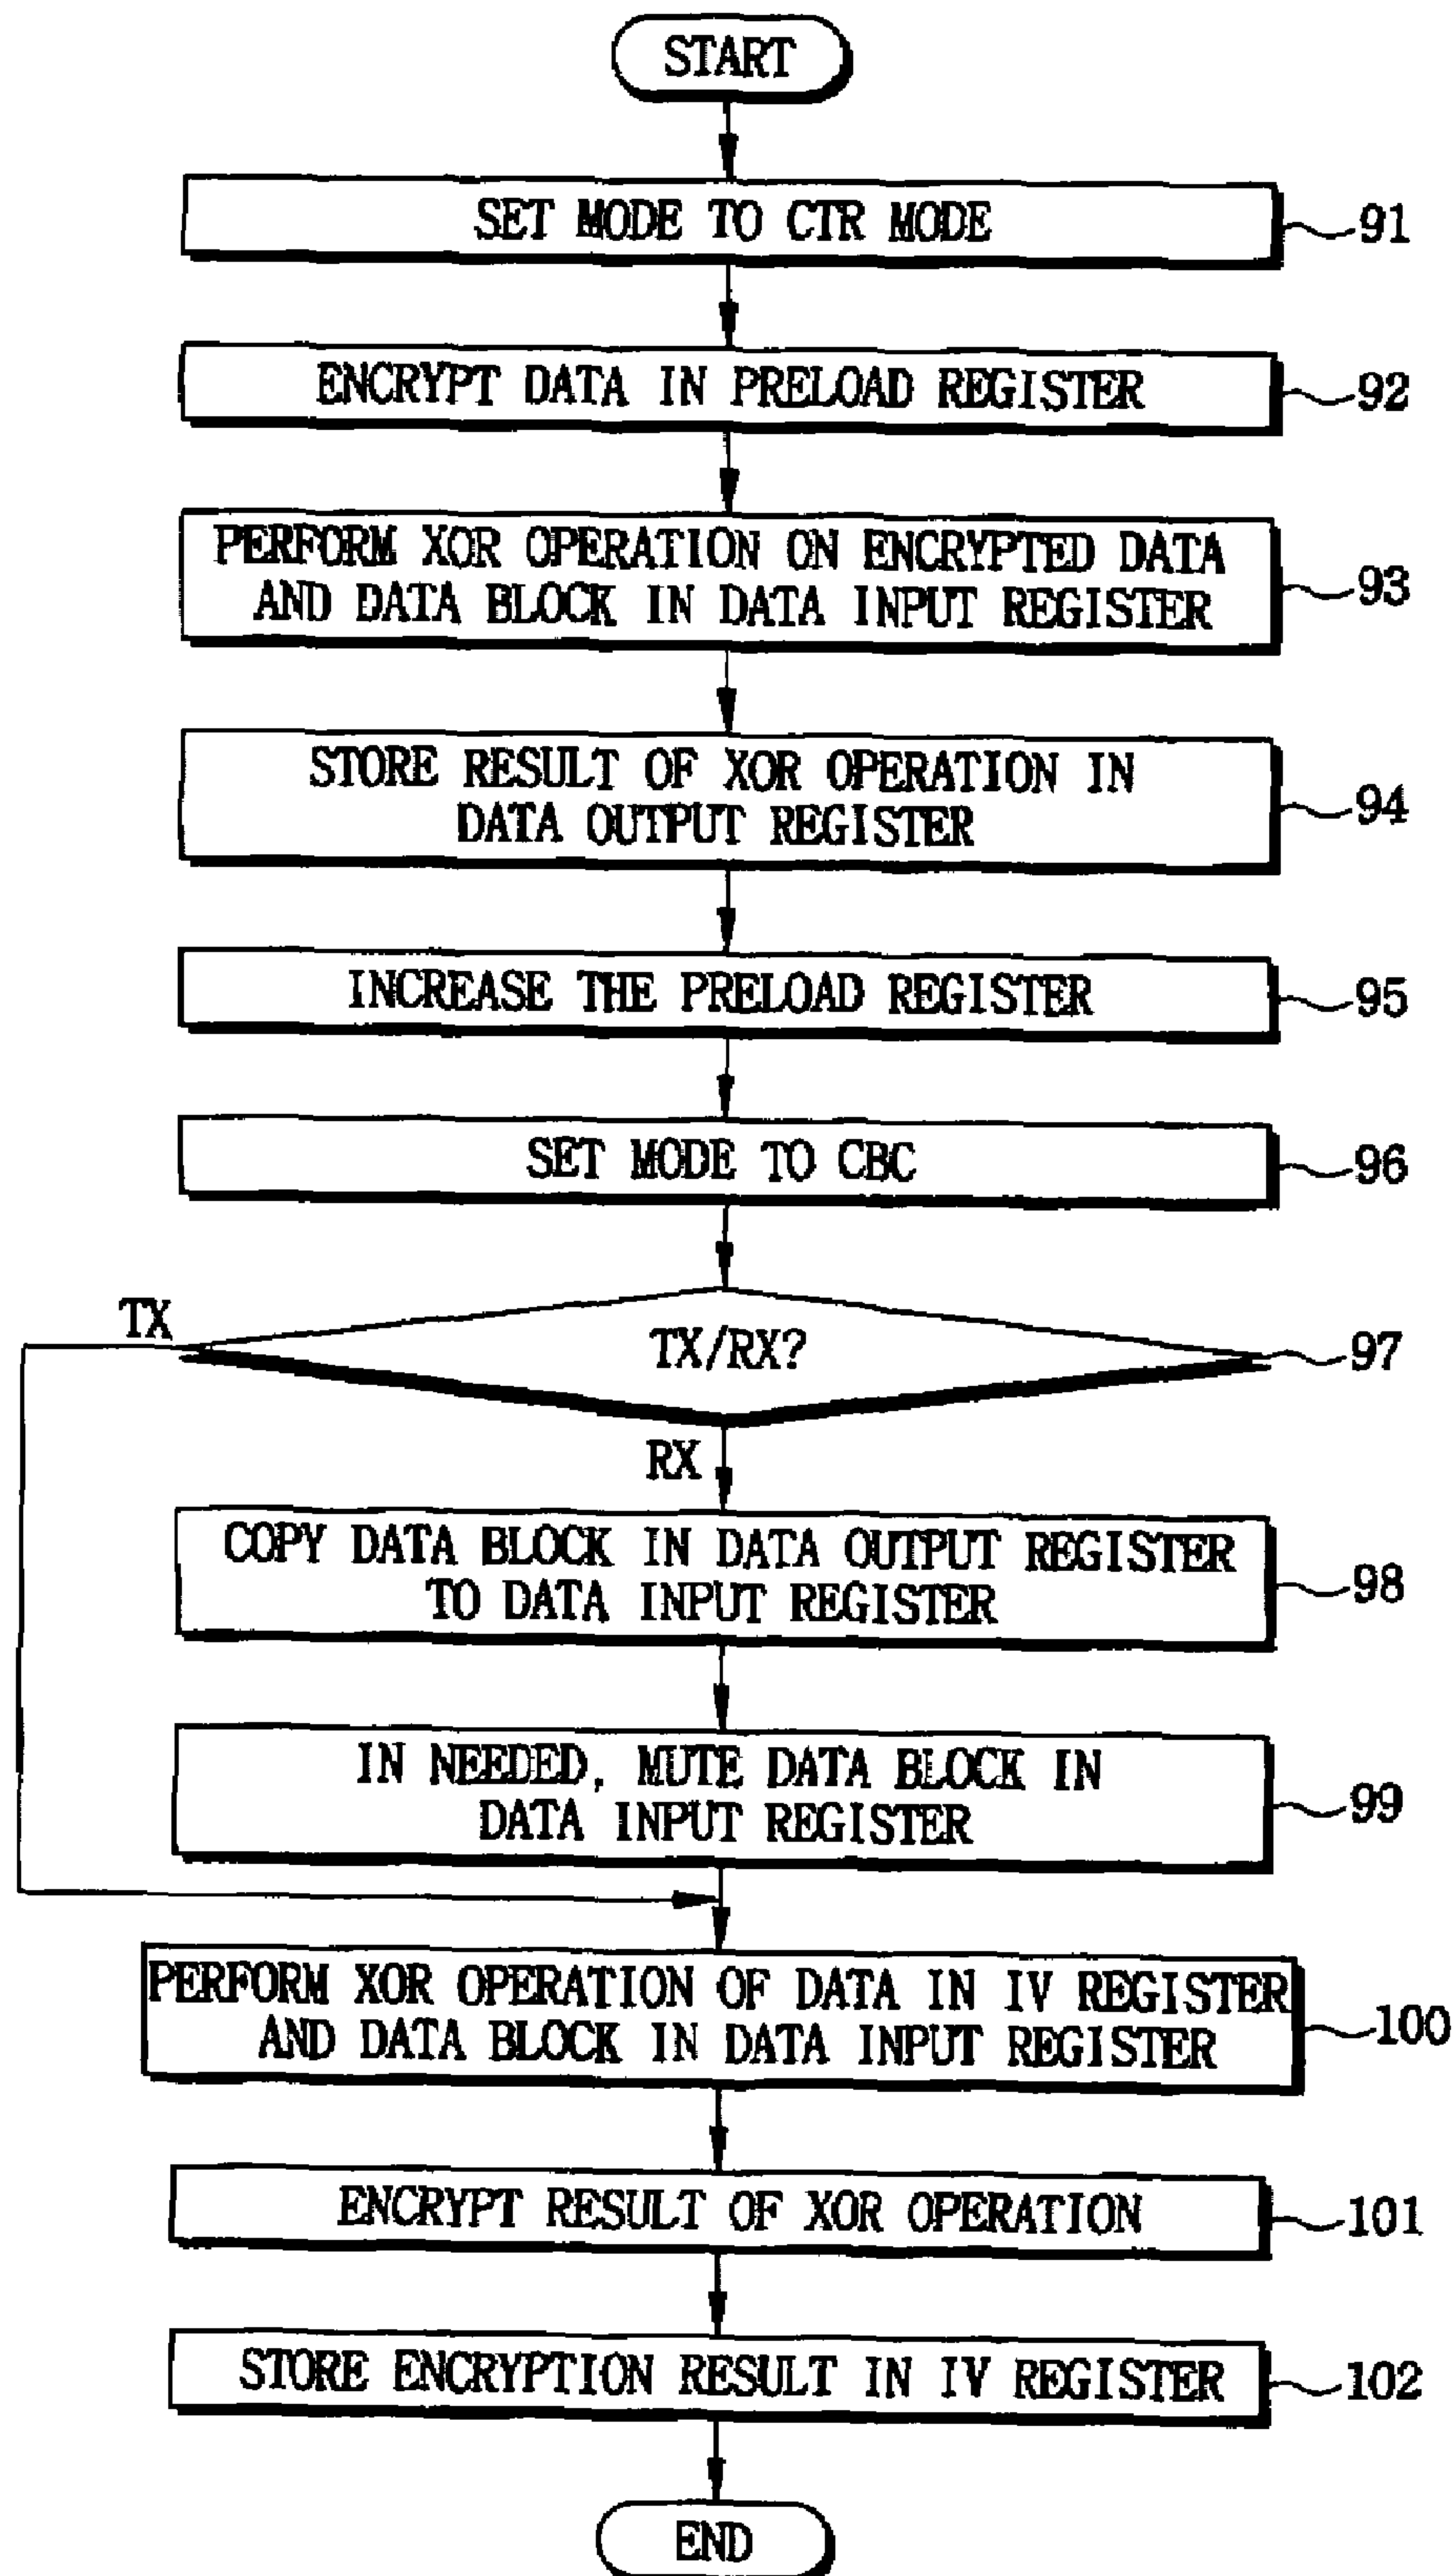 START
SET MODE TO CTR MODE
91
ENCRYPT DATA IN PRELOAD REGISTER
92
PERFORM XOR OPERATION ON ENCRYPTED DATA
AND DATA BLOCK IN DATA INPUT REGISTER
93
STORE RESULT OF XOR OPERATION IN
DATA OUTPUT REGISTER
94
INCREASE THE PRELOAD REGISTER
95
SET MODE TO CBC
96
TX
TX/RX?
97
RX
COPY DATA BLOCK IN DATA OUTPUT REGISTER
TO DATA INPUT REGISTER
98
IN NEEDED, MUTE DATA BLOCK IN
DATA INPUT REGISTER
99
PERFORM XOR OPERATION OF DATA IN IV REGISTER
AND DATA BLOCK IN DATA INPUT REGISTER
100
ENCRYPT RESULT OF XOR OPERATION
101
STORE ENCRYPTION RESULT IN IV REGISTER
102
END